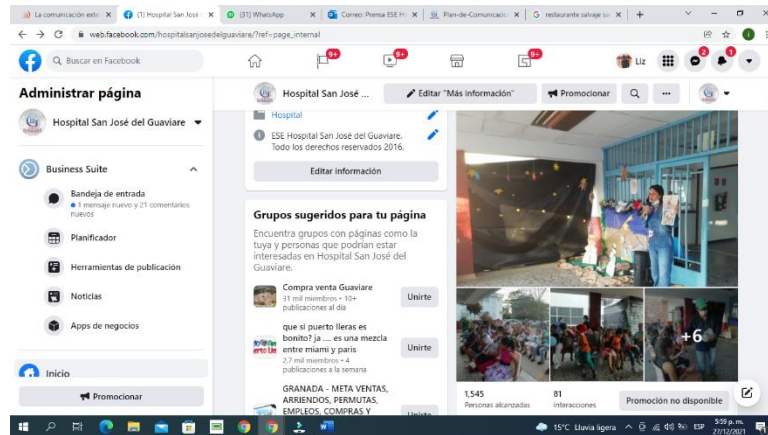 La comunicación exte
(1) Hospital San José
(31) WhatsApp
Correo: Prensa ESE H
Plan-de-Comunicacio
restaurante salvaje
web.facebook.com/hospitalsanjosedelguaviare/?ref=page_internal
Buscar en Facebook
9+
9+
9+
Liz
2
1
Administrar página
Hospital San José del Guaviare
Business Suite
Bandeja de entrada
1 mensaje nuevo y 21 comentarios
nuevos
Planificador
Herramientas de publicación
Noticias
Apps de negocios
Inicio
Promocionar
Hospital San José ...
Editar "Más información"
Promocionar
Hospital
ESE Hospital San José del Guaviare.
Todo los derechos reservados 2016.
Editar información
Grupos sugeridos para tu
página
Encuentra grupos con páginas como la
tuya y personas que podrían estar
interesadas en Hospital San José del
Guaviare.
Compra venta Guaviare
31 mil miembros • 10+
publicaciones al día
Unirte
que si puerto lleras es
bonito? ja .... es una mezcla
entre miami y paris
2,7 mil miembros • 4
publicaciones a la semana
Unirte
GRANADA - META VENTAS,
ARRIENDOS, PERMUTAS,
EMPLEOS, COMPRAS Y
Unirte
+6
1,545
Personas alcanzadas
81
Interacciones
Promoción no disponible
15°C Lluvia ligera
ESP
5:59 p. m.
27/12/2021